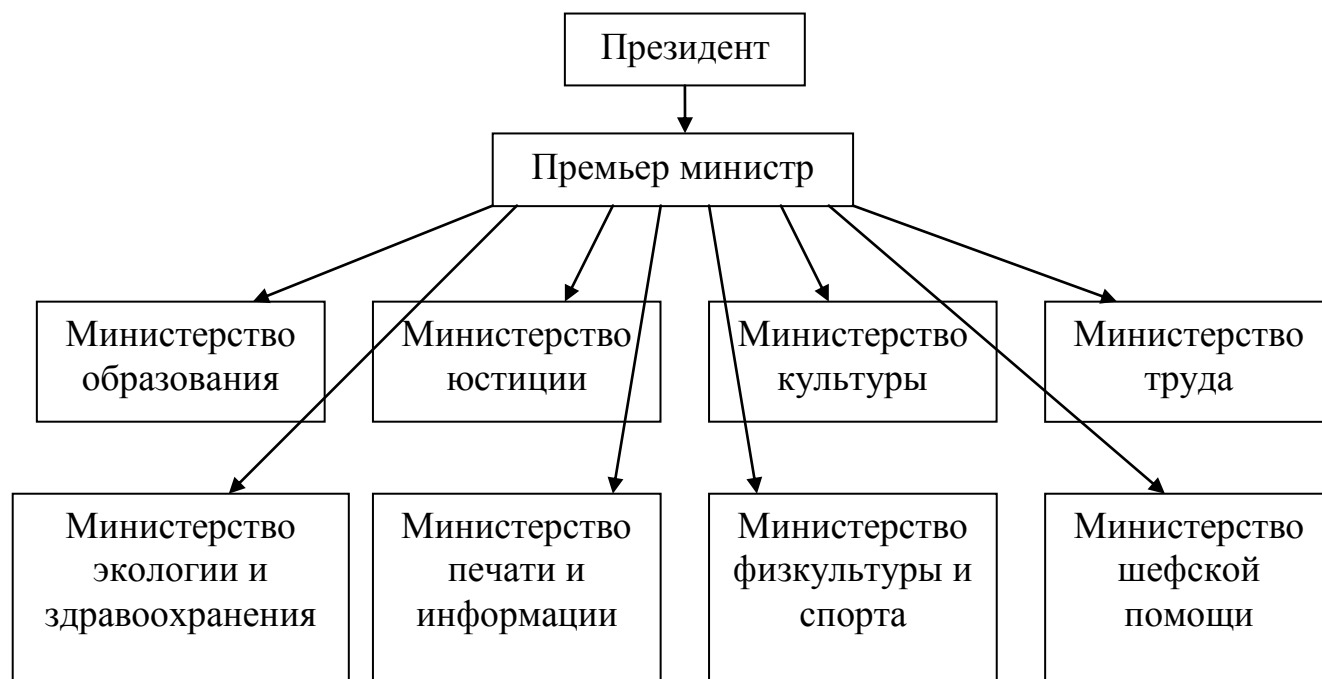 Президент
Премьер министр
Министерство
образования
Министерство
юстиции
Министерство
культуры
Министерство
труда
Министерство
экологии и
здравоохранения
Министерство
печати и
информации
Министерство
физкультуры и
спорта
Министерство
шефской
помощи